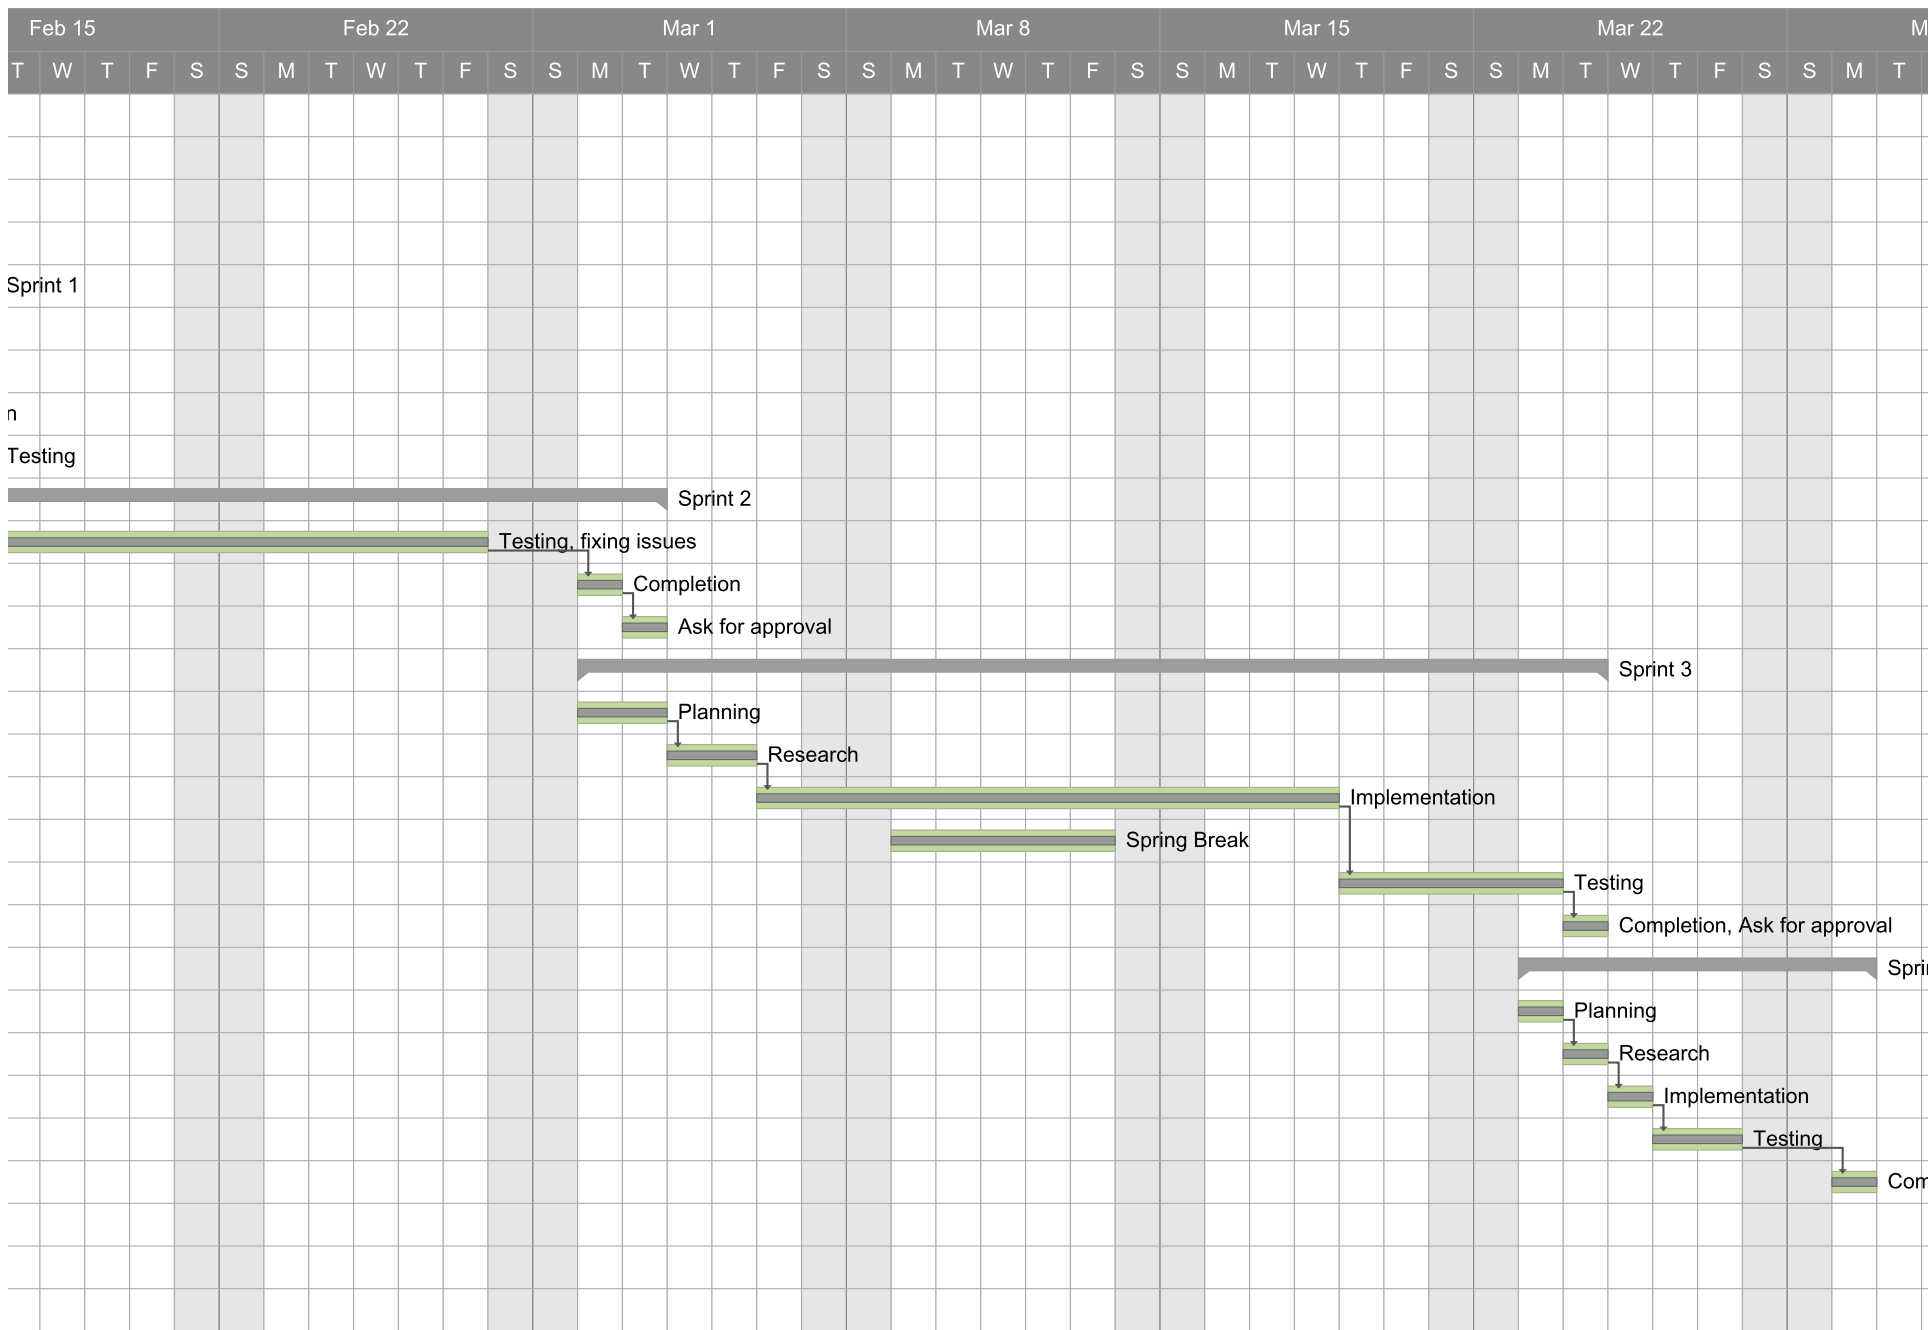 Feb 15 Feb 22 Mar 1 Mar 8 Mar 15 Mar 22 M
T W T F S S M T W T F S S M T W T F S S M T W T F S S M T W T F S S M T W T F S S M T
Sprint 1
n
Testing
Sprint 2
Testing, fixing issues
Completion
Ask for approval
Sprint 3
Planning
Research
Implementation
Spring Break
Testing
Completion, Ask for approval
Sprin
Planning
Research
Implementation
Testing
Com